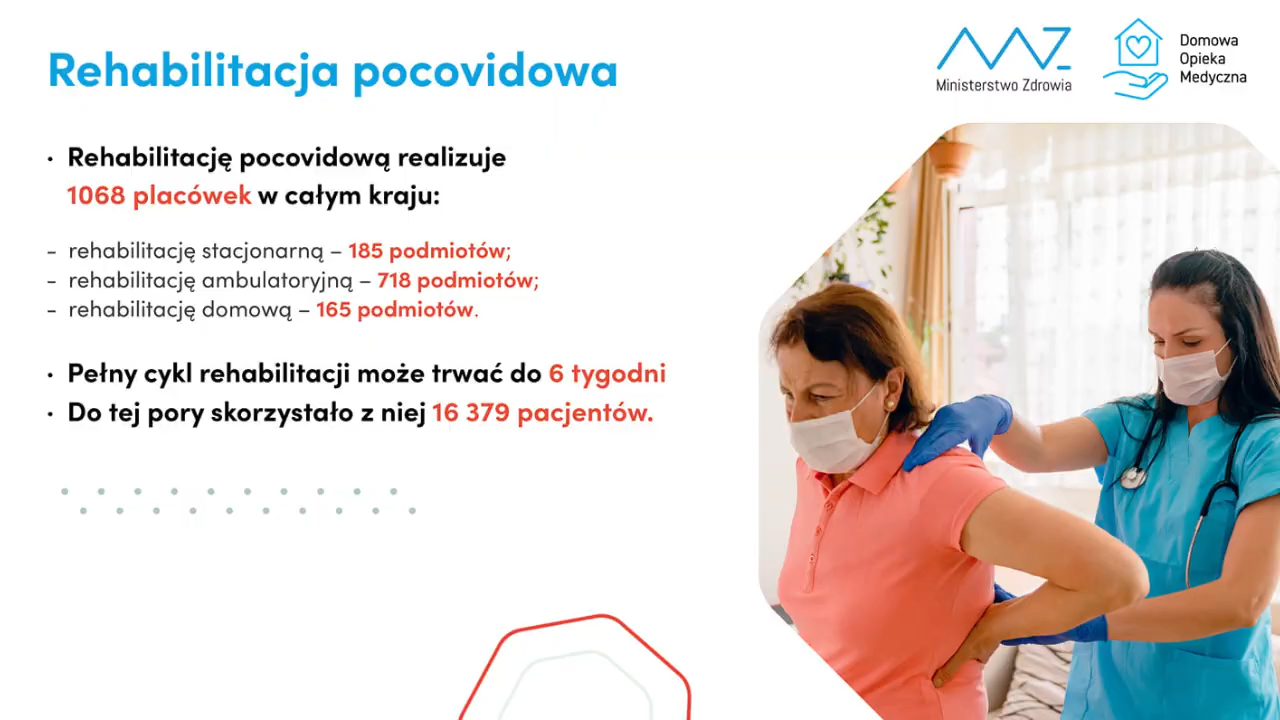 Rehabilitacja pocovidowa
Ministerstwo Zdrowia
Domowa
Opieka
Medyczna
• Rehabilitację pocovidową realizuje
1068 placówek w całym kraju:
- rehabilitację stacjonarną – 185 podmiotów;
- rehabilitację ambulatoryjną – 718 podmiotów;
- rehabilitację domową – 165 podmiotów.
• Pełny cykl rehabilitacji może trwać do 6 tygodni
• Do tej pory skorzystało z niej 16 379 pacjentów.